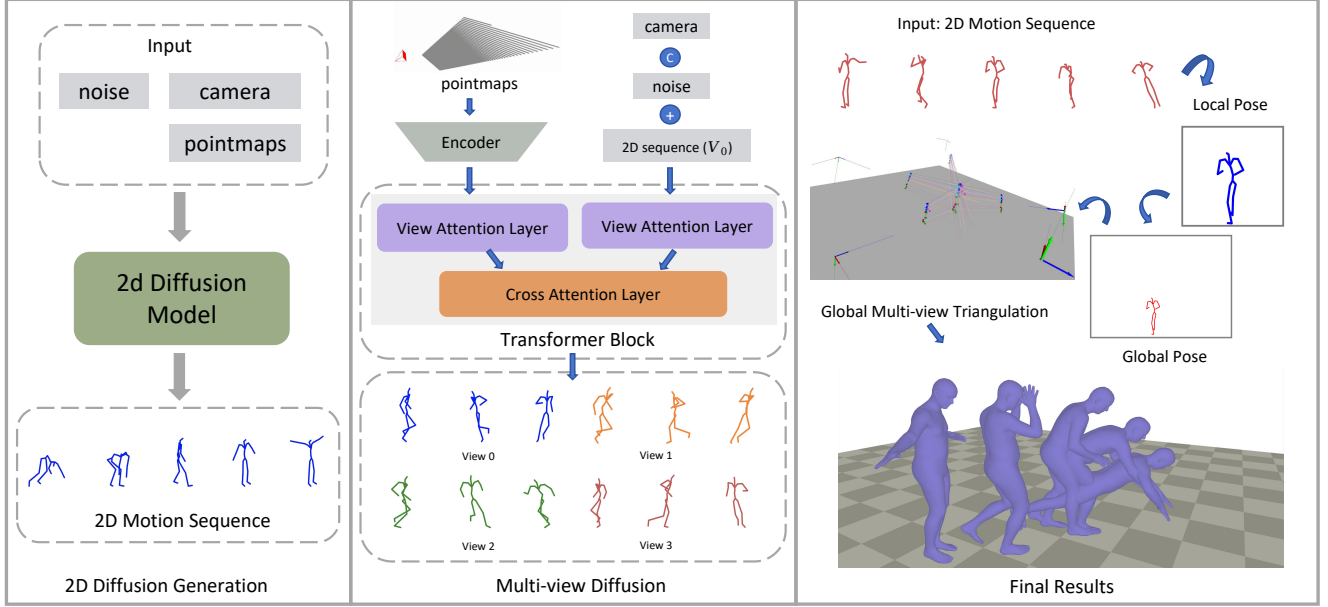 Input
noise
camera
pointmaps
2d Diffusion
Model
2D Motion Sequence
2D Diffusion Generation
pointmaps
Encoder
camera
C
noise
+
2D sequence (V₀)
View Attention Layer
View Attention Layer
Cross Attention Layer
Transformer Block
View 0
View 1
View 2
View 3
Multi-view Diffusion
Input: 2D Motion Sequence
Local Pose
Global Multi-view Triangulation
Global Pose
Final Results